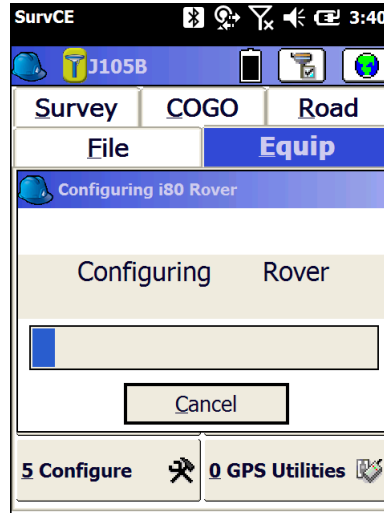 SurvCE 3:40
J105B
Survey COGO Road
File Equip
Configuring i80 Rover
Configuring Rover
Cancel
5 Configure 0 GPS Utilities